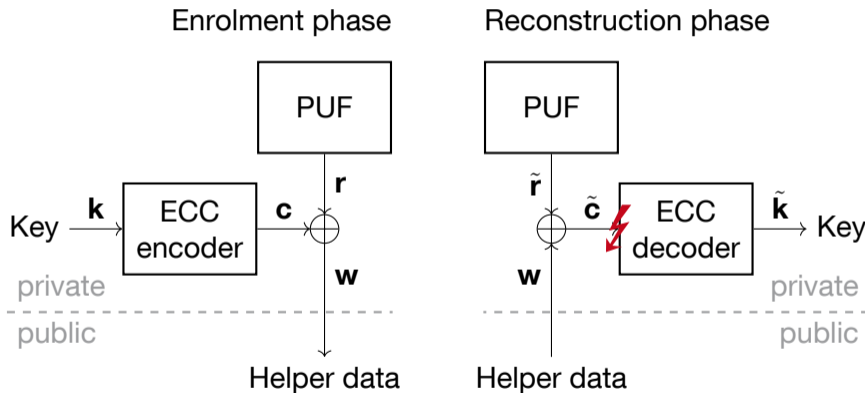 Enrolment phase
Reconstruction phase
PUF
PUF
r
r̃
Key
k
ECC
encoder
c
c̃
ECC
decoder
k̃
Key
w
w
private
private
public
public
Helper data
Helper data